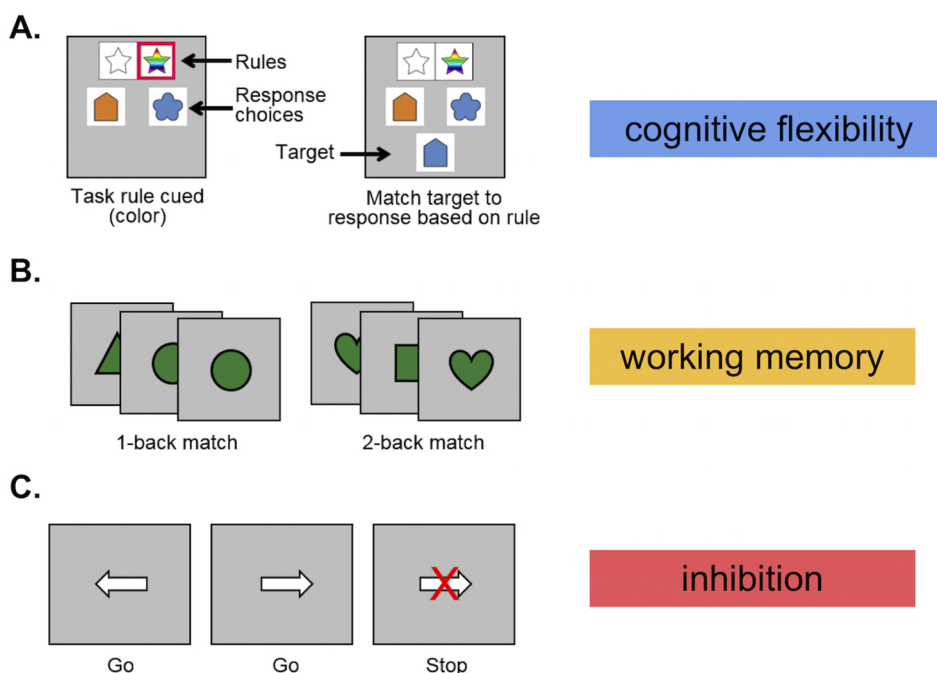 A.
Rules
Response
choices
Target
Task rule cued
(color)
Match target to
response based on rule
cognitive flexibility
B.
1-back match
2-back match
working memory
C.
Go
Go
Stop
inhibition